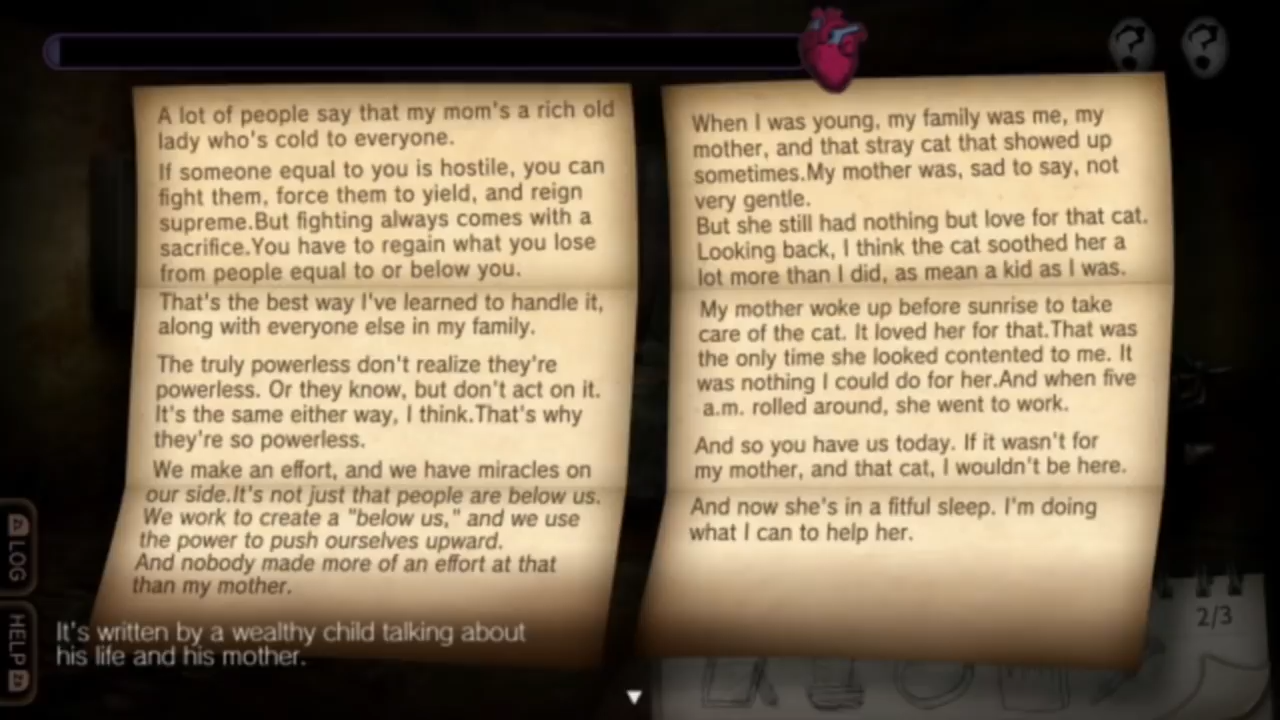 A lot of people say that my mom's a rich old
lady who's cold to everyone.
If someone equal to you is hostile, you can
fight them, force them to yield, and reign
supreme.But fighting always comes with a
sacrifice.You have to regain what you lose
from people equal to or below you.
That's the best way I've learned to handle it,
along with everyone else in my family.
The truly powerless don't realize they're
powerless. Or they know, but don't act on it.
It's the same either way, I think.That's why
they're so powerless.
We make an effort, and we have miracles on
our side.It's not just that people are below us.
We work to create a "below us," and we use
the power to push ourselves upward.
And nobody made more of an effort at that
than my mother.
When I was young, my family was me, my
mother, and that stray cat that showed up
sometimes.My mother was, sad to say, not
very gentle.
But she still had nothing but love for that cat.
Looking back, I think the cat soothed her a
lot more than I did, as mean a kid as I was.
My mother woke up before sunrise to take
care of the cat. It loved her for that.That was
the only time she looked contented to me. It
was nothing I could do for her.And when five
a.m. rolled around, she went to work.
And so you have us today. If it wasn't for
my mother, and that cat, I wouldn't be here.
And now she's in a fitful sleep. I'm doing
what I can to help her.
It's written by a wealthy child talking about
his life and his mother.
LOG
HELP
2/3
? ?